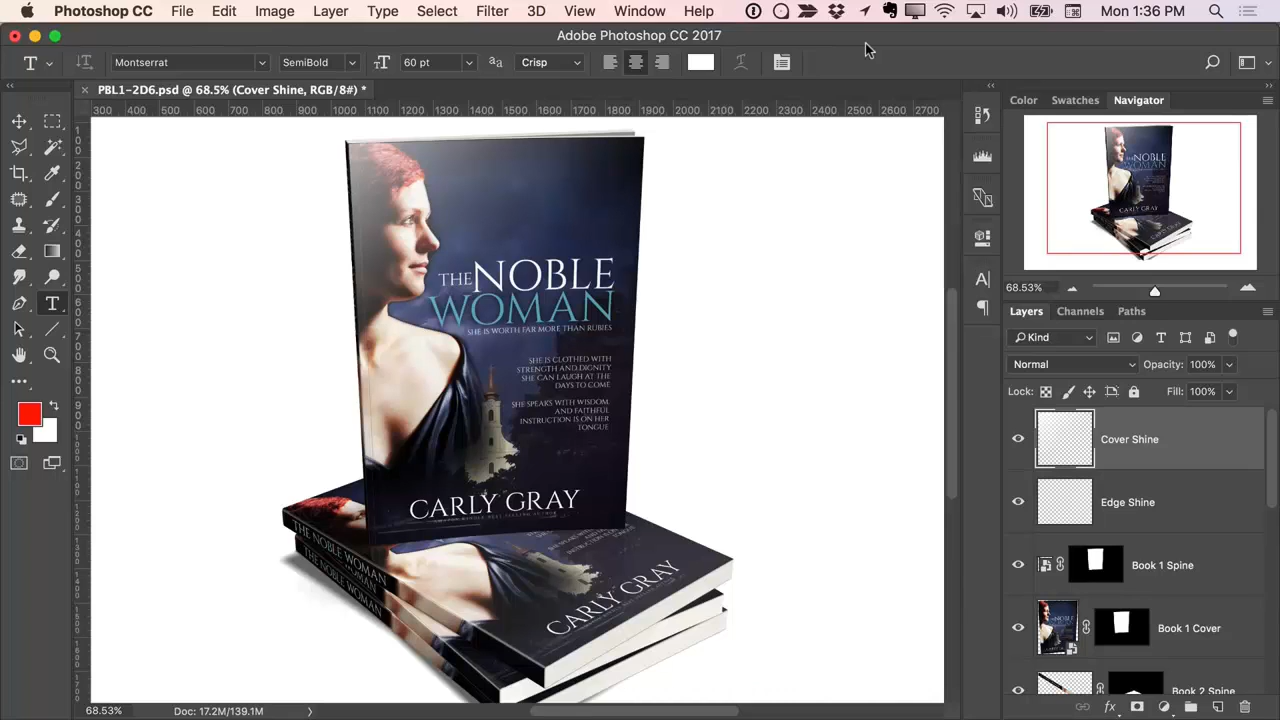 Photoshop CC File Edit Image Layer Type Select Filter 3D View Window Help Mon 1:36 PM
Adobe Photoshop CC 2017
T Montserrat SemiBold 60 pt Crisp
PBL1-2D6.psd @ 68.5% (Cover Shine, RGB/8#) *
Color Swatches Navigator
300 400 500 600 700 800 900 1000 1100 1200 1300 1400 1500 1600 1700 1800 1900 2000 2100 2200 2300 2400 2500 2600 2700
THE NOBLE
WOMAN
SHE IS WORTH FAR MORE THAN RUBIES
SHE IS CLOTHED WITH
STRENGTH AND DIGNITY
SHE CAN LAUGH AT THE
DAYS TO COME
SHE SPEAKS WITH WISDOM,
AND FAITHFUL
INSTRUCTION IS ON HER
TONGUE
CARLY GRAY
THE NOBLE WOMAN
THE NOBLE WOMAN
CARLY GRAY
THE NOBLE
WOMAN
CARLY GRAY
68.53%
Layers Channels Paths
Kind
Normal Opacity: 100%
Lock: Fill: 100%
Cover Shine
Edge Shine
Book 1 Spine
Book 1 Cover
Book 2 Spine
68.53% Doc: 17.2M/139.1M